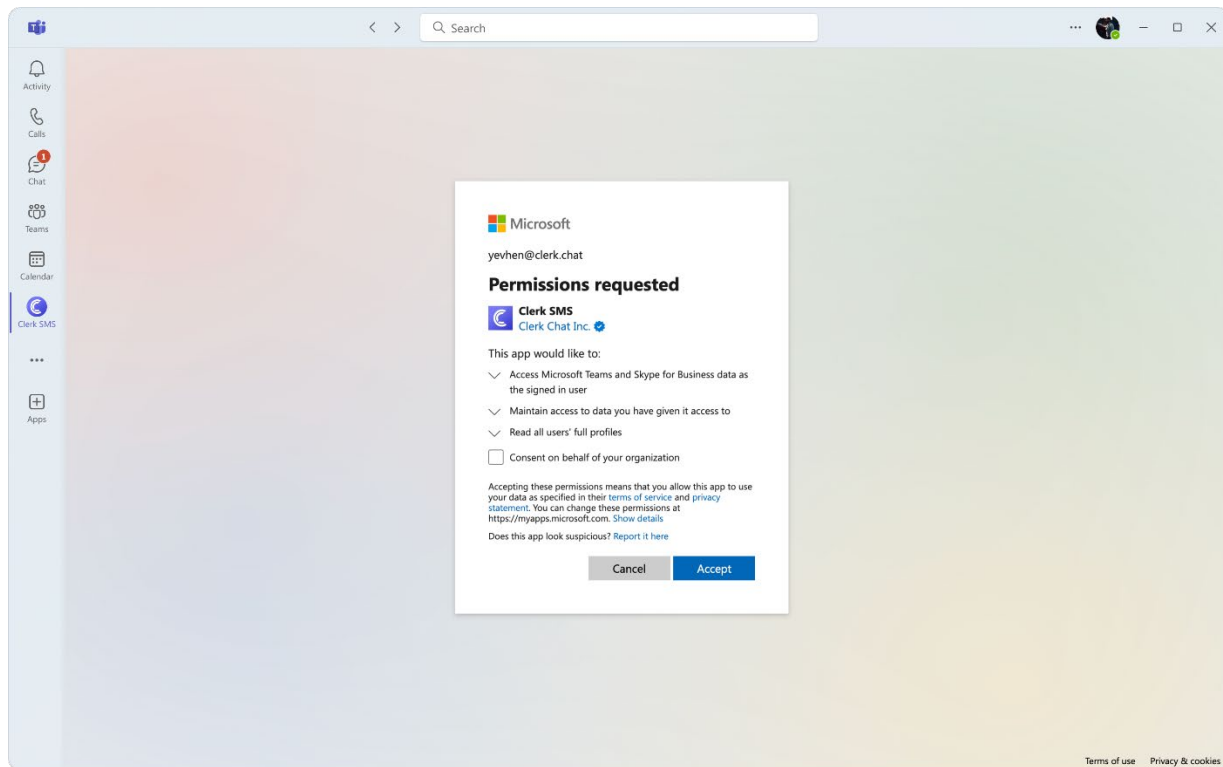 Search
Activity
Calls
1
Chat
Teams
Calendar
Clerk SMS
Apps
Microsoft
yevhen@clerk.chat
Permissions requested
Clerk SMS
Clerk Chat Inc.
This app would like to:
Access Microsoft Teams and Skype for Business data as
the signed in user
Maintain access to data you have given it access to
Read all users' full profiles
Consent on behalf of your organization
Accepting these permissions means that you allow this app to use
your data as specified in their terms of service and privacy
statement. You can change these permissions at
https://myapps.microsoft.com. Show details
Does this app look suspicious? Report it here
Cancel Accept
Terms of use Privacy & cookies